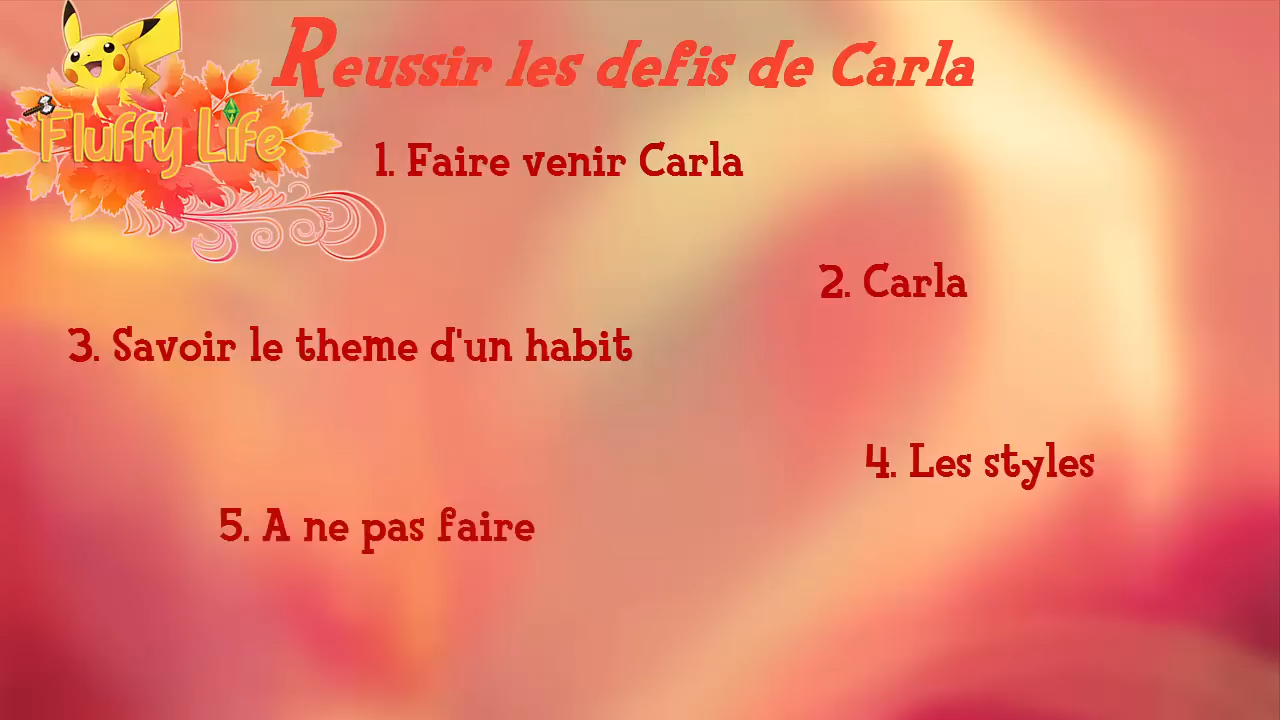 Reussir les defis de Carla
Fluffy Life
1. Faire venir Carla
2. Carla
3. Savoir le theme d'un habit
4. Les styles
5. A ne pas faire